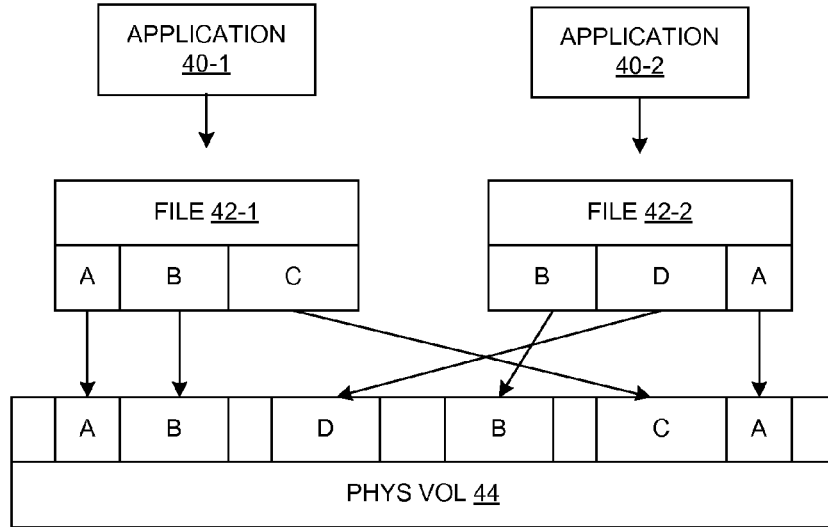 APPLICATION
40-1
APPLICATION
40-2
FILE 42-1
FILE 42-2
A B C
B D A
A B D B C A
PHYS VOL 44